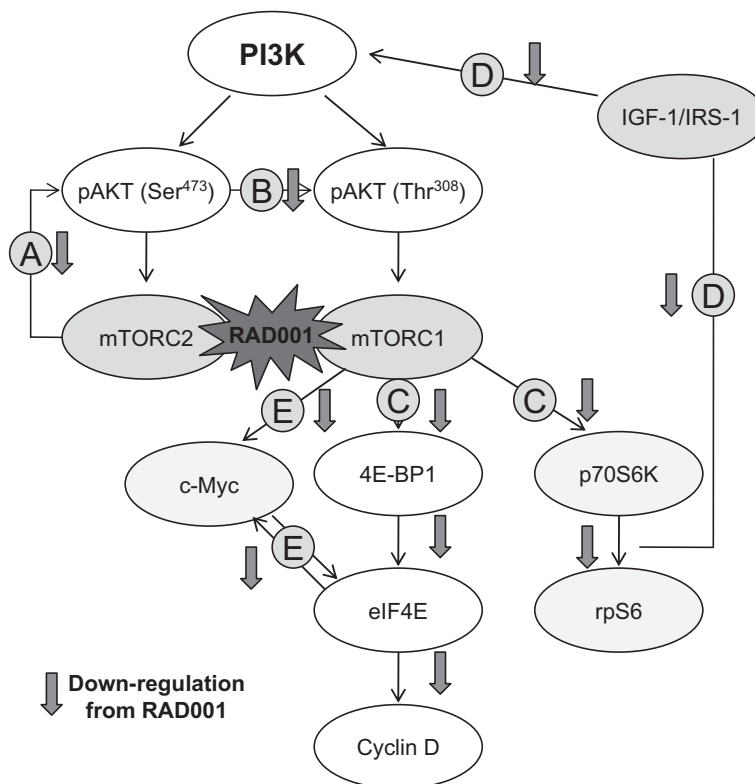 PI3K
D
IGF-1/IRS-1
pAKT (Ser473)
B
pAKT (Thr308)
A
D
mTORC2
RAD001
mTORC1
E
C
C
c-Myc
4E-BP1
p70S6K
E
eIF4E
rpS6
Down-regulation
from RAD001
Cyclin D